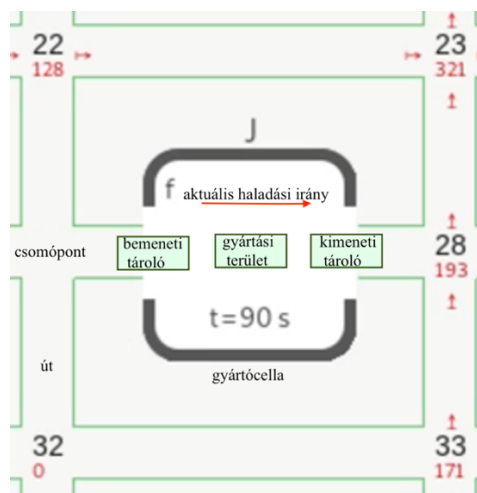 22
128
23
321
J
f aktuális haladási irány
csomópont
bemeneti
tároló
gyártási
terület
kimeneti
tároló
28
193
t=90 s
út
gyártócella
32
0
33
171